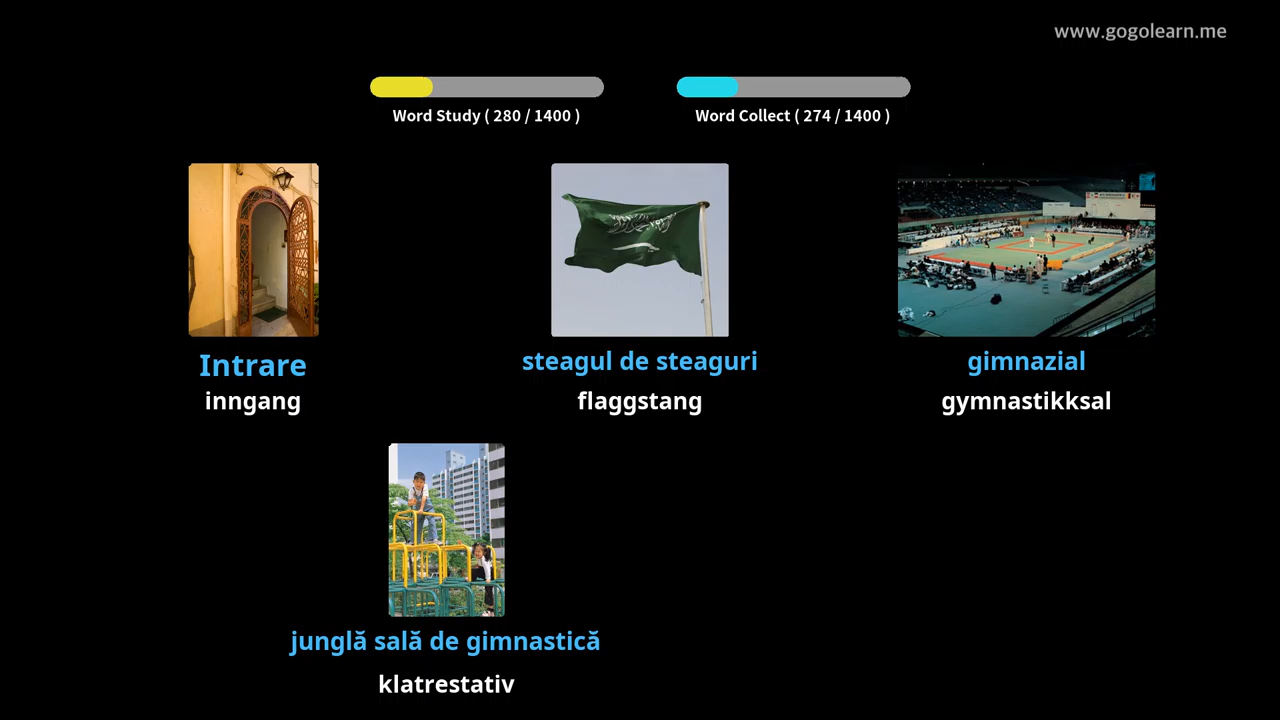 www.gogolearn.me
Word Study ( 280 / 1400 )
Word Collect ( 274 / 1400 )
Intrare
inngang
steagul de steaguri
flaggstang
gimnazial
gymnastikksal
junglă sală de gimnastică
klatrestativ